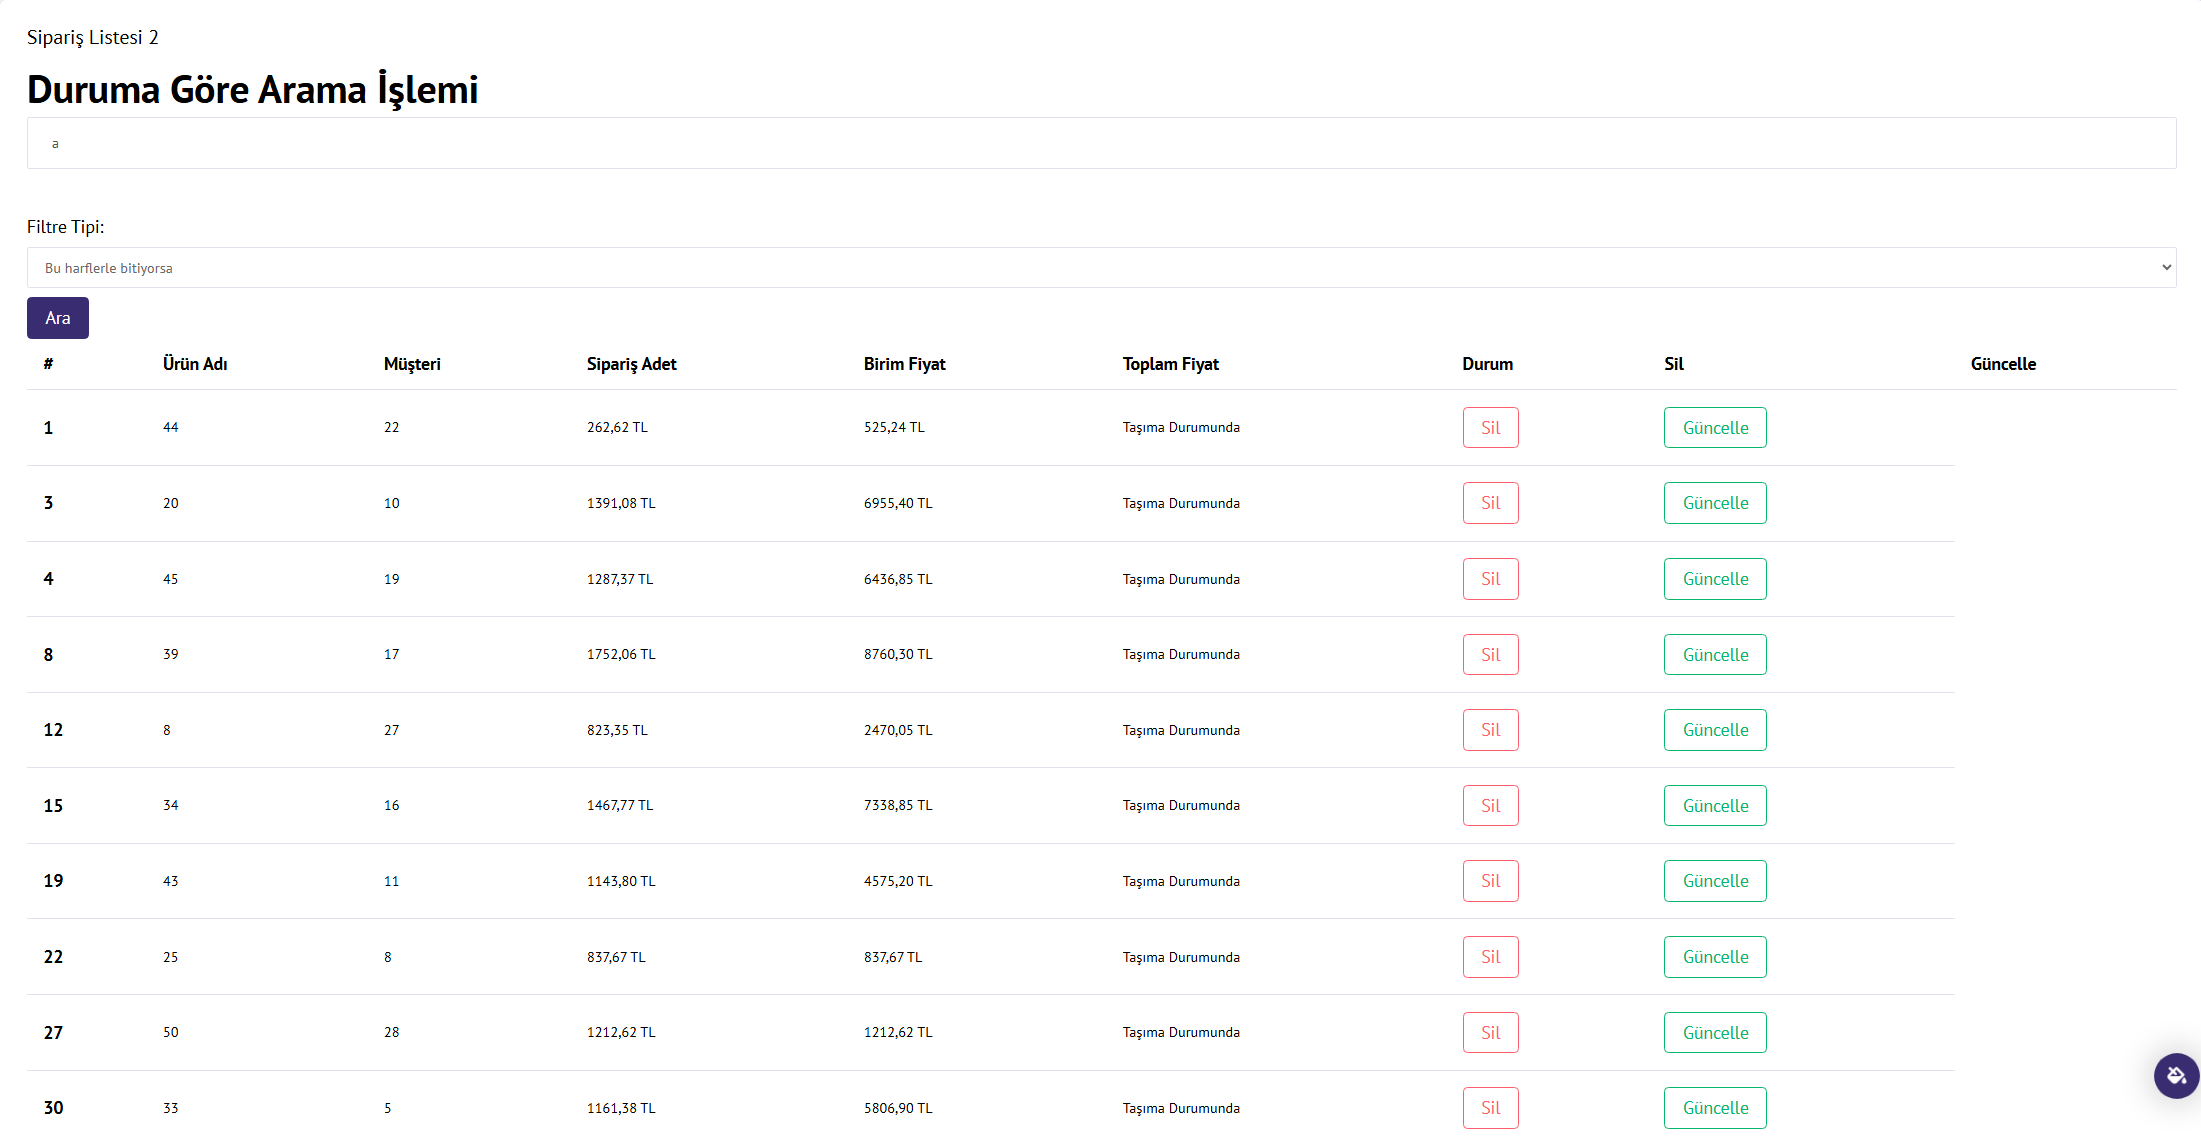 Sipariş Listesi 2
Duruma Göre Arama İşlemi
a
Filtre Tipi:
Bu harflerle bitiyorsa
Ara
# Ürün Adı Müşteri Sipariş Adet Birim Fiyat Toplam Fiyat Durum Sil Güncelle
1 44 22 262,62 TL 525,24 TL Taşıma Durumunda Sil Güncelle
3 20 10 1391,08 TL 6955,40 TL Taşıma Durumunda Sil Güncelle
4 45 19 1287,37 TL 6436,85 TL Taşıma Durumunda Sil Güncelle
8 39 17 1752,06 TL 8760,30 TL Taşıma Durumunda Sil Güncelle
12 8 27 823,35 TL 2470,05 TL Taşıma Durumunda Sil Güncelle
15 34 16 1467,77 TL 7338,85 TL Taşıma Durumunda Sil Güncelle
19 43 11 1143,80 TL 4575,20 TL Taşıma Durumunda Sil Güncelle
22 25 8 837,67 TL 837,67 TL Taşıma Durumunda Sil Güncelle
27 50 28 1212,62 TL 1212,62 TL Taşıma Durumunda Sil Güncelle
30 33 5 1161,38 TL 5806,90 TL Taşıma Durumunda Sil Güncelle